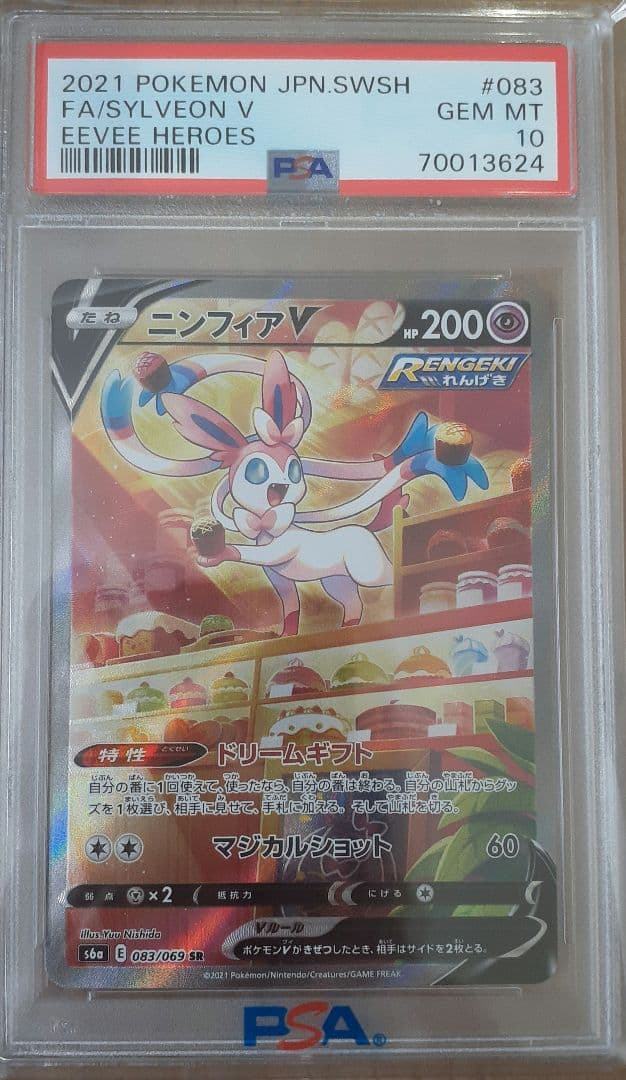 2021 POKEMON JPN.SWSH #083
FA/SYLVEON V GEM MT
EEVEE HEROES 10
PSA 70013624
たね ニンフィアV HP 200
RENGEKI
れんげき
特性 とくせい ドリームギフト
自分の番に1回使えて、使ったなら、自分の番は終わる。自分の山札からグッ
ズを1枚選び、相手に見せて、手札に加える。そして山札を切る。
マジカルショット 60
弱点 ×2 抵抗力 にげる
Illus. Yuu Nishida
Vルール
ポケモンVがきぜつしたとき、相手はサイドを2枚とる。
s6a E 083/069 SR
©2021 Pokémon/Nintendo/Creatures/GAME FREAK
PSA®